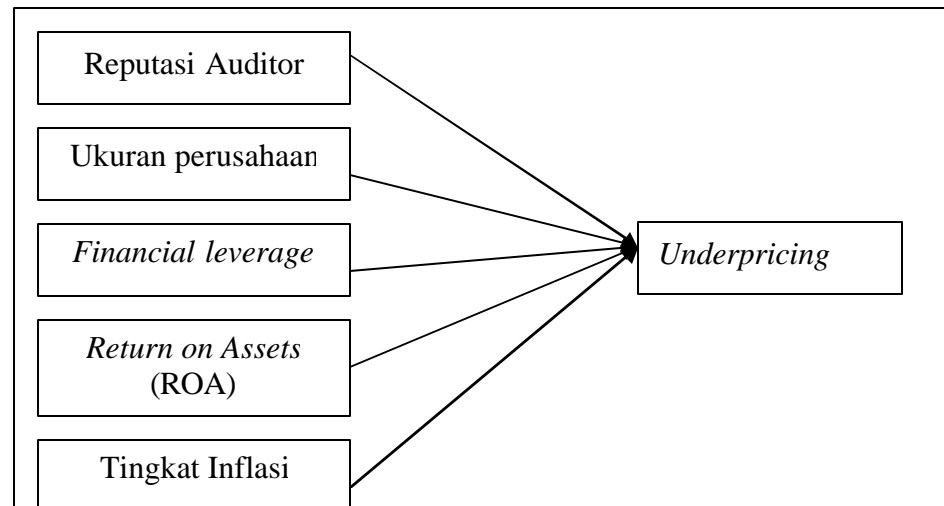 Reputasi Auditor
Ukuran perusahaan
Financial leverage
Return on Assets
(ROA)
Tingkat Inflasi
Underpricing